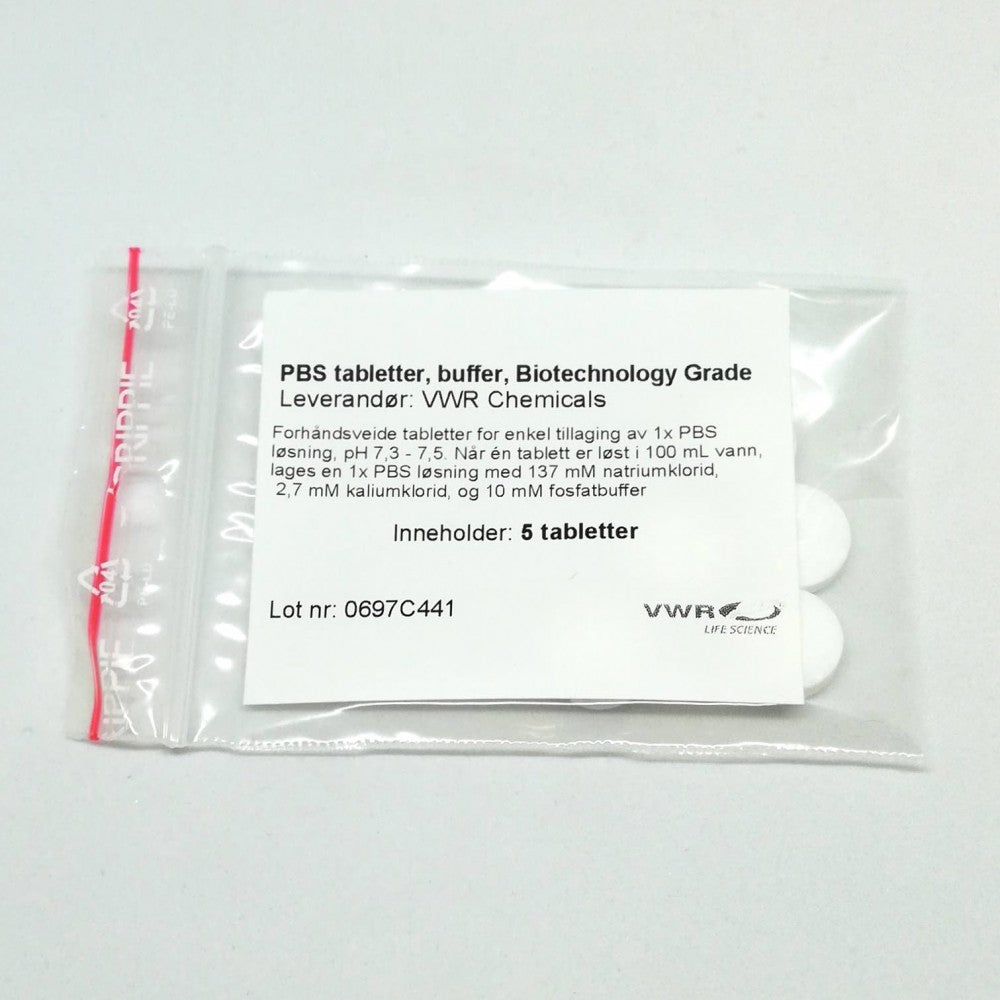 PBS tabletter, buffer, Biotechnology Grade
Leverandør: VWR Chemicals
Forhåndsveide tabletter for enkel tillaging av 1x PBS
løsning, pH 7,3 - 7,5. Når én tablett er løst i 100 mL vann,
lages en 1x PBS løsning med 137 mM natriumklorid,
2,7 mM kaliumklorid, og 10 mM fosfatbuffer
Inneholder: 5 tabletter
Lot nr: 0697C441
VWR
LIFE SCIENCE